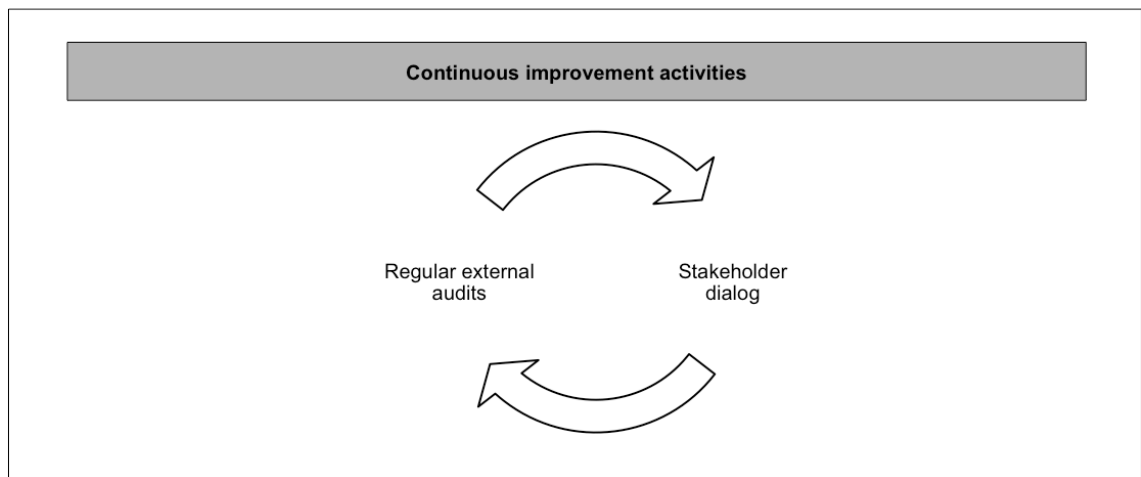 Continuous improvement activities
Regular external
audits
Stakeholder
dialog